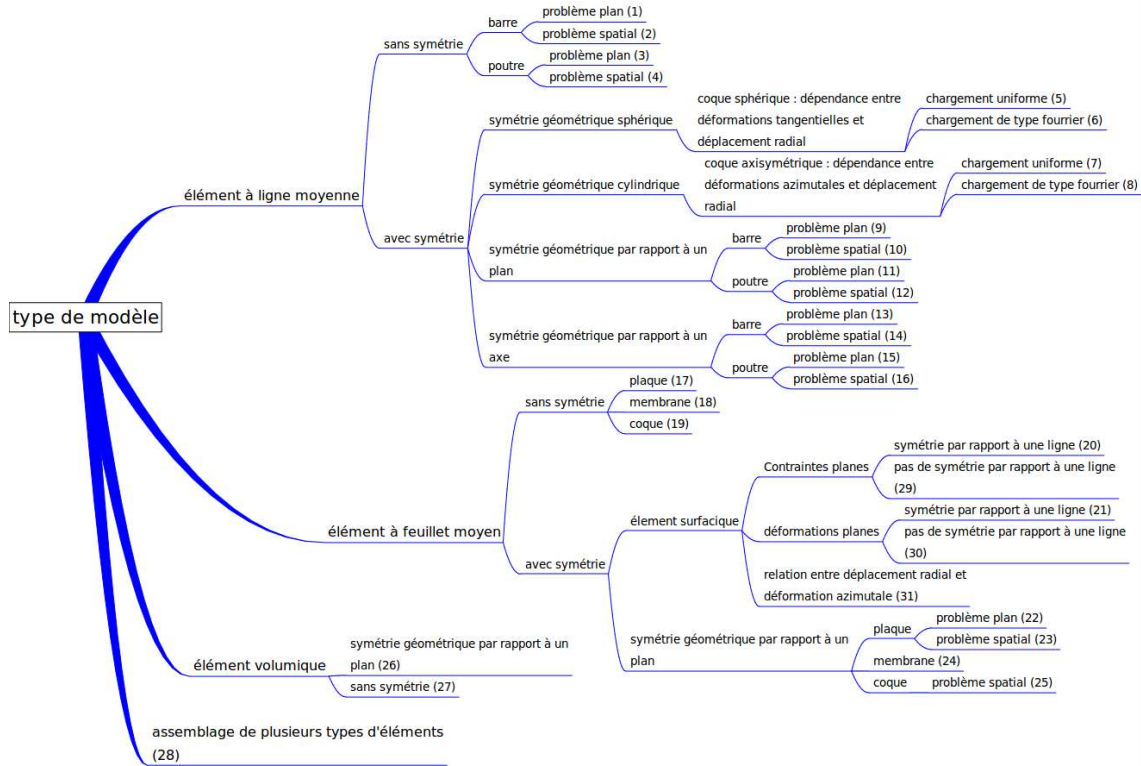 type de modèle
élément à ligne moyenne
sans symétrie
barre
problème plan (1)
problème spatial (2)
poutre
problème plan (3)
problème spatial (4)
avec symétrie
symétrie géométrique sphérique
coque sphérique : dépendance entre
déformations tangentielles et
déplacement radial
chargement uniforme (5)
chargement de type fourrier (6)
symétrie géométrique cylindrique
coque axisymétrique : dépendance entre
déformations azimutales et déplacement
radial
chargement uniforme (7)
chargement de type fourrier (8)
symétrie géométrique par rapport à un
plan
barre
problème plan (9)
problème spatial (10)
poutre
problème plan (11)
problème spatial (12)
symétrie géométrique par rapport à un
axe
barre
problème plan (13)
problème spatial (14)
poutre
problème plan (15)
problème spatial (16)
élément à feuillet moyen
sans symétrie
plaque (17)
membrane (18)
coque (19)
avec symétrie
élement surfacique
Contraintes planes
symétrie par rapport à une ligne (20)
pas de symétrie par rapport à une ligne
(29)
déformations planes
symétrie par rapport à une ligne (21)
pas de symétrie par rapport à une ligne
(30)
relation entre déplacement radial et
déformation azimutale (31)
symétrie géométrique par rapport à un
plan
plaque
problème plan (22)
problème spatial (23)
membrane (24)
coque
problème spatial (25)
élément volumique
symétrie géométrique par rapport à un
plan (26)
sans symétrie (27)
assemblage de plusieurs types d'éléments
(28)